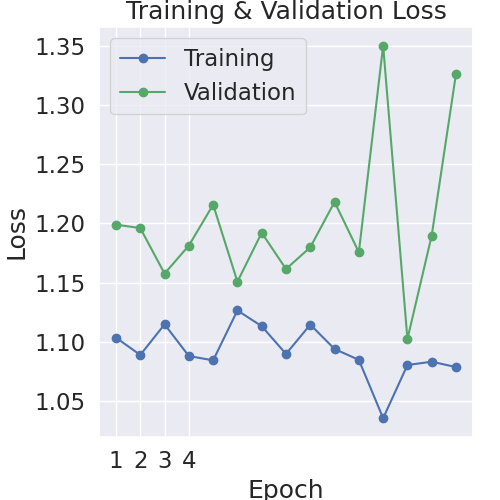 Training & Validation Loss
1.35
1.30
1.25
1.20
1.15
1.10
1.05
Loss
Training
Validation
1 2 3 4
Epoch